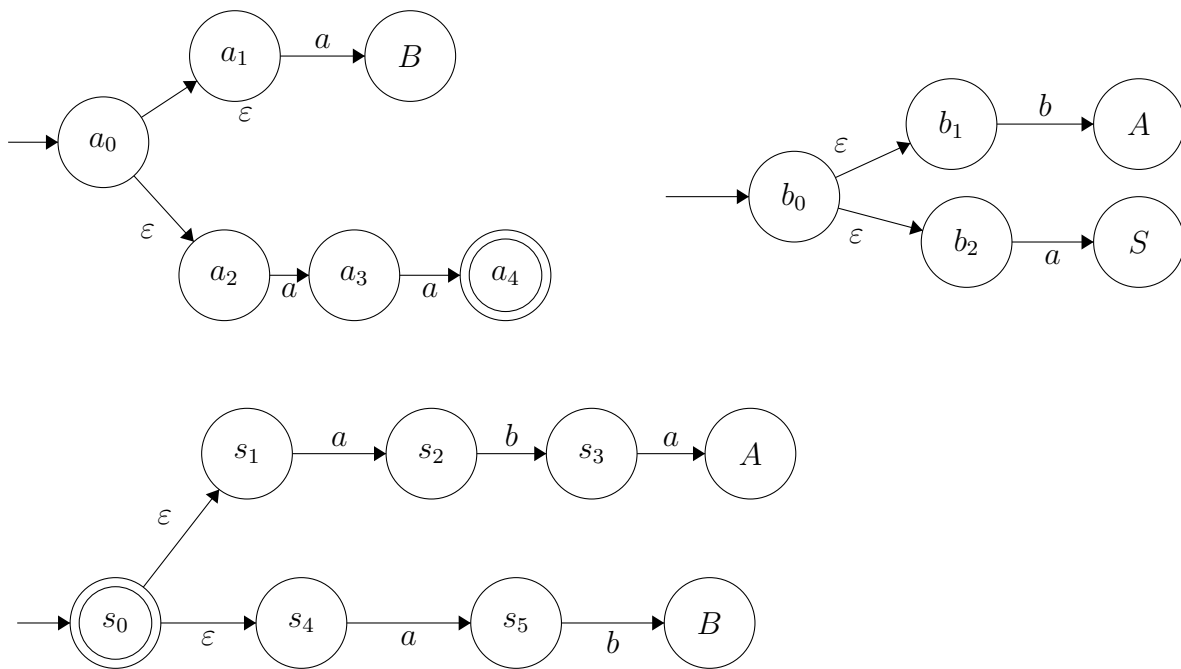 a₁ a B
ε
a₀
ε
a₂ a a₃ a a₄
b₁ b A
ε
b₀
ε
b₂ a S
s₁ a s₂ b s₃ a A
ε
s₀ ε s₄ a s₅ b B